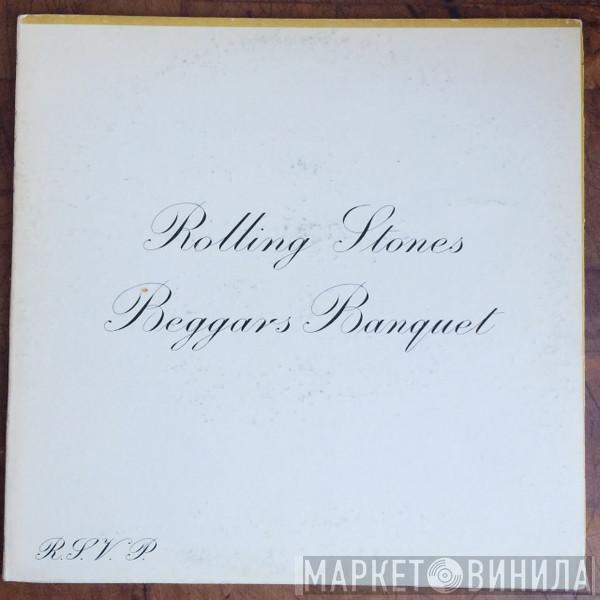 Rolling Stones
Beggars Banquet
R.S.V.P.
МАРКЕТ ВИНИЛА